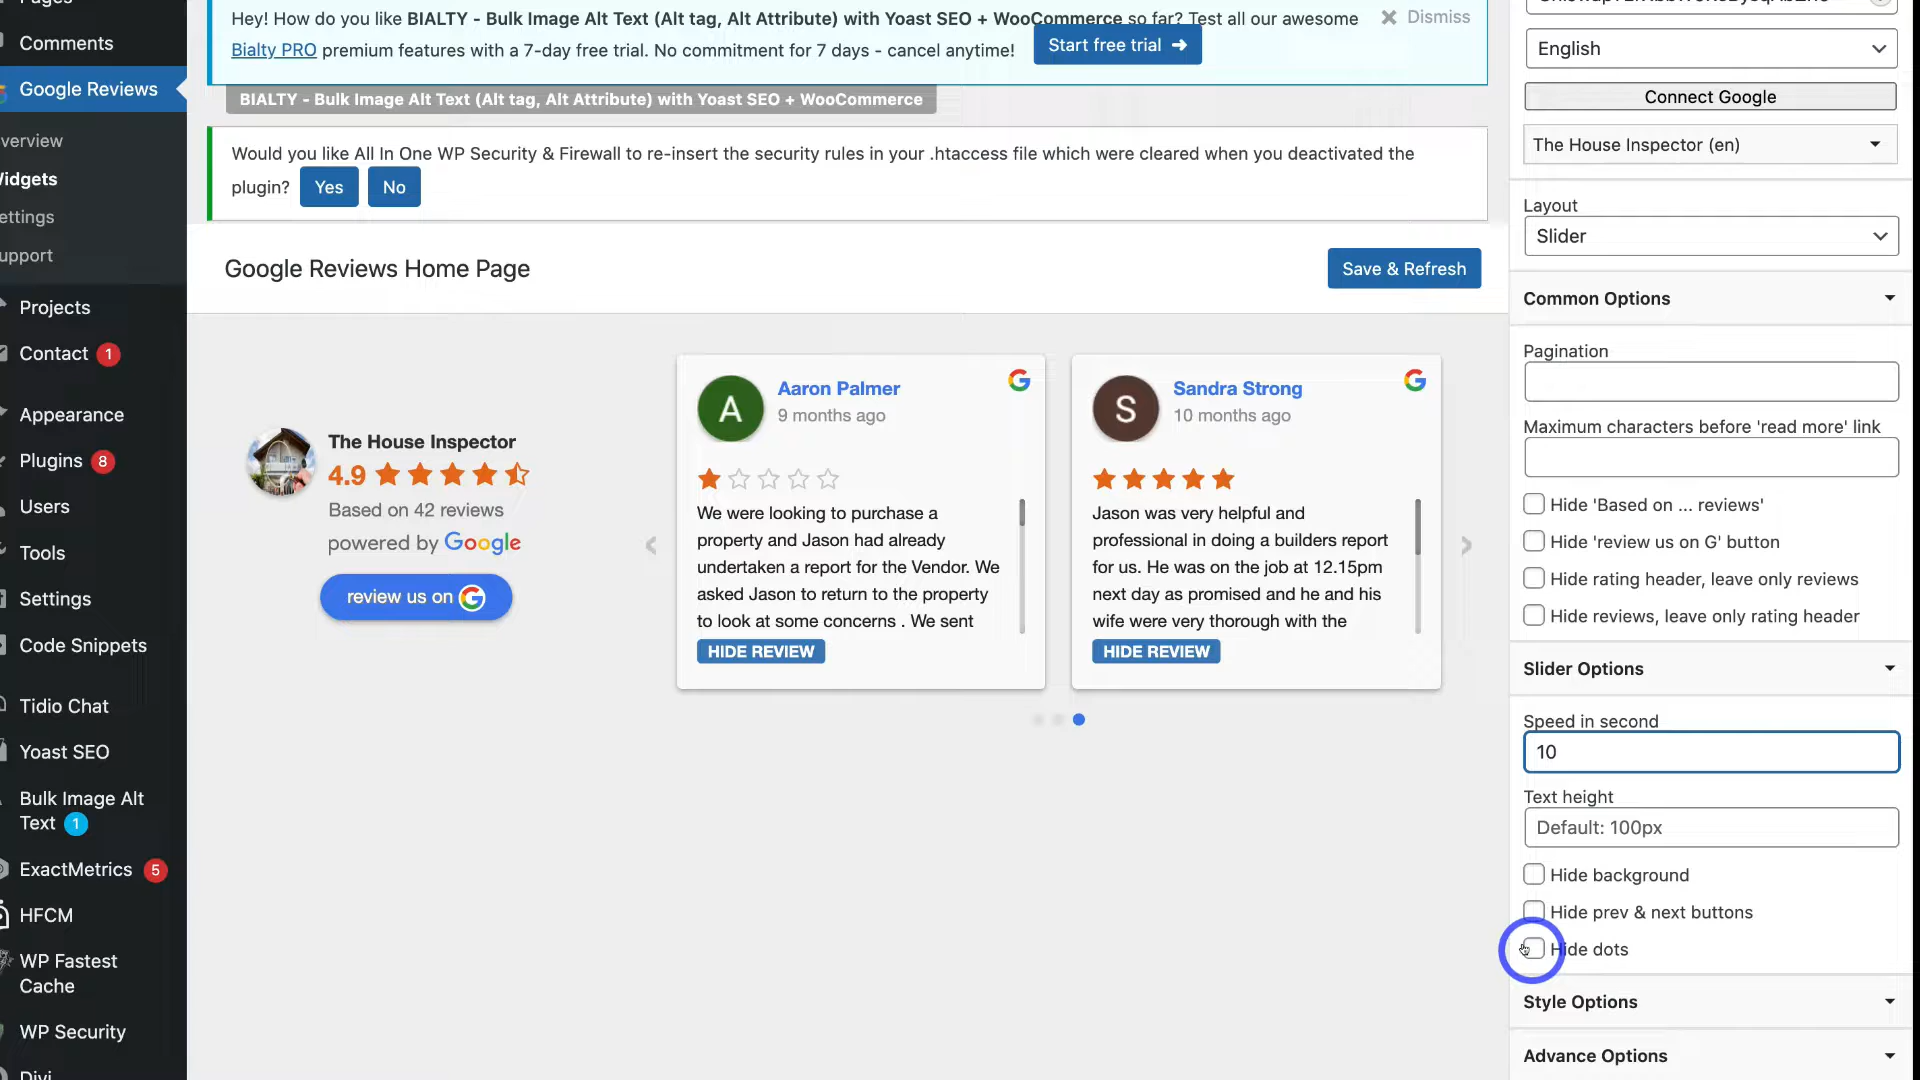 Pages
Comments
Google Reviews
verview
Widgets
ettings
upport
Projects
Contact 1
Appearance
Plugins 8
Users
Tools
Settings
Code Snippets
Tidio Chat
Yoast SEO
Bulk Image Alt
Text 1
ExactMetrics 5
HFCM
WP Fastest
Cache
WP Security
Divi
Hey! How do you like BIALTY - Bulk Image Alt Text (Alt tag, Alt Attribute) with Yoast SEO + WooCommerce so far? Test all our awesome
Bialty PRO premium features with a 7-day free trial. No commitment for 7 days - cancel anytime!
Start free trial ➜
Dismiss
BIALTY - Bulk Image Alt Text (Alt tag, Alt Attribute) with Yoast SEO + WooCommerce
Would you like All In One WP Security & Firewall to re-insert the security rules in your .htaccess file which were cleared when you deactivated the
plugin? Yes No
Google Reviews Home Page
Save & Refresh
The House Inspector
4.9
Based on 42 reviews
powered by Google
review us on G
A
Aaron Palmer
9 months ago
G
We were looking to purchase a
property and Jason had already
undertaken a report for the Vendor. We
asked Jason to return to the property
to look at some concerns . We sent
HIDE REVIEW
S
Sandra Strong
10 months ago
G
Jason was very helpful and
professional in doing a builders report
for us. He was on the job at 12.15pm
next day as promised and he and his
wife were very thorough with the
HIDE REVIEW
English
Connect Google
The House Inspector (en)
Layout
Slider
Common Options
Pagination
Maximum characters before 'read more' link
Hide 'Based on ... reviews'
Hide 'review us on G' button
Hide rating header, leave only reviews
Hide reviews, leave only rating header
Slider Options
Speed in second
10
Text height
Default: 100px
Hide background
Hide prev & next buttons
Hide dots
Style Options
Advance Options